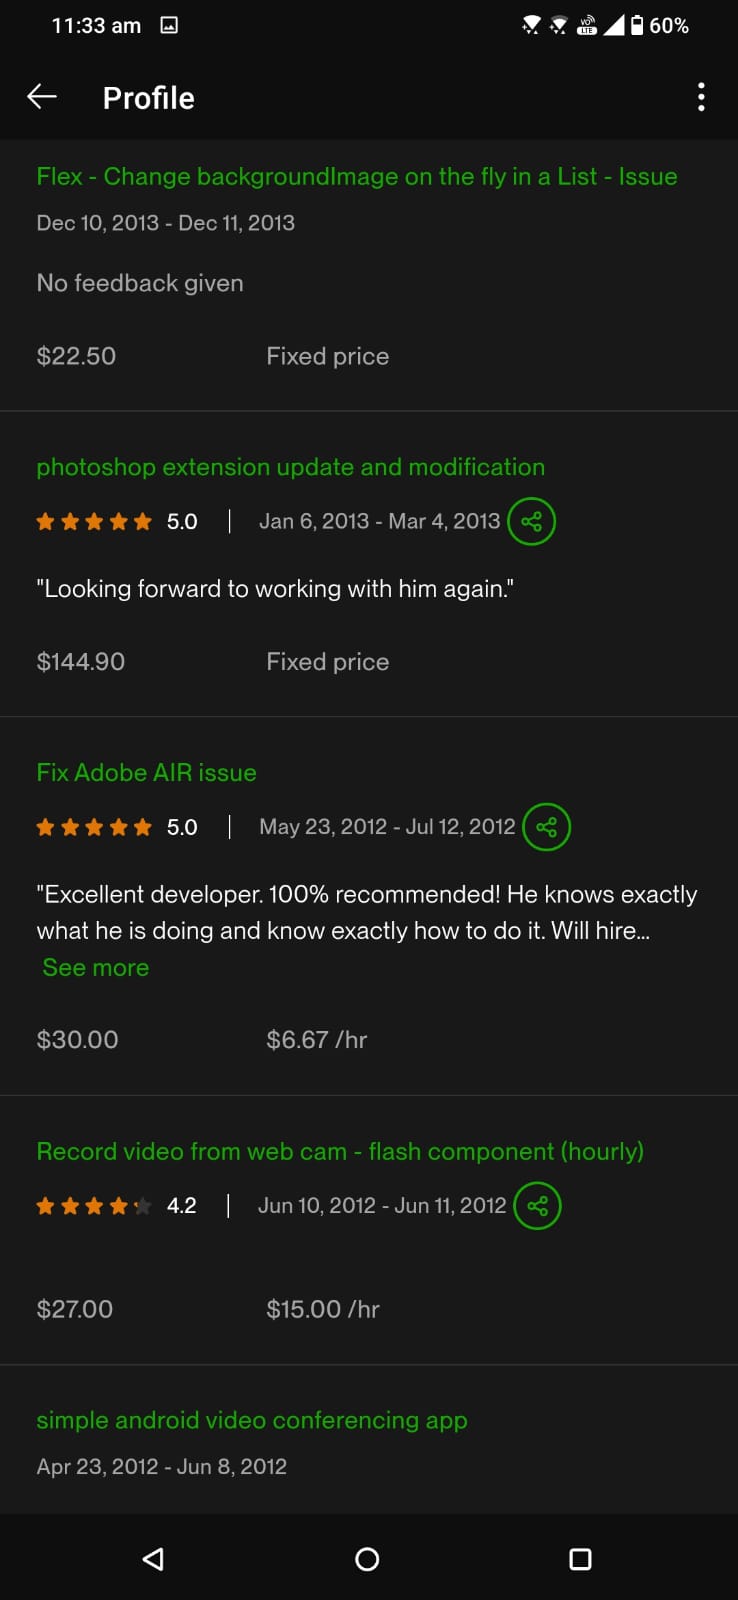 11:33 am
VO LTE
60%
Profile
Flex - Change backgroundImage on the fly in a List - Issue
Dec 10, 2013 - Dec 11, 2013
No feedback given
$22.50 Fixed price
photoshop extension update and modification
5.0 | Jan 6, 2013 - Mar 4, 2013
"Looking forward to working with him again."
$144.90 Fixed price
Fix Adobe AIR issue
5.0 | May 23, 2012 - Jul 12, 2012
"Excellent developer. 100% recommended! He knows exactly
what he is doing and know exactly how to do it. Will hire...
See more
$30.00 $6.67 /hr
Record video from web cam - flash component (hourly)
4.2 | Jun 10, 2012 - Jun 11, 2012
$27.00 $15.00 /hr
simple android video conferencing app
Apr 23, 2012 - Jun 8, 2012